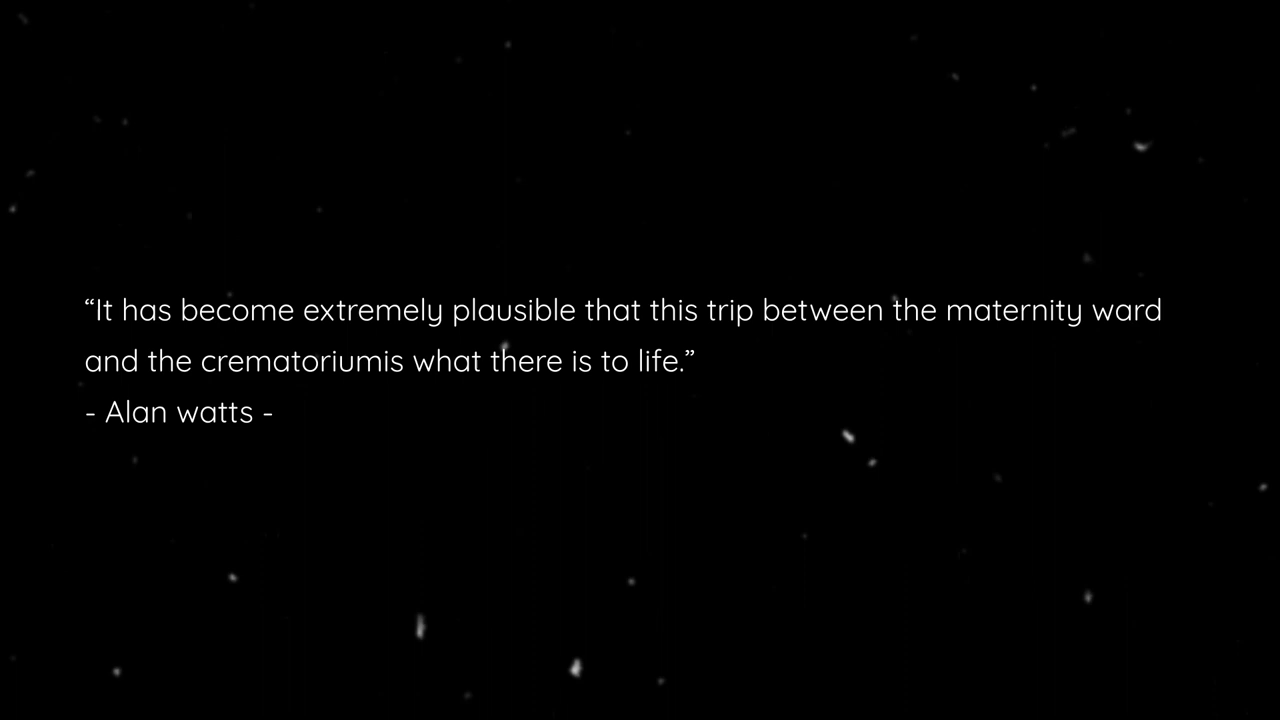 “It has become extremely plausible that this trip between the maternity ward
and the crematoriumis what there is to life.”
- Alan watts -